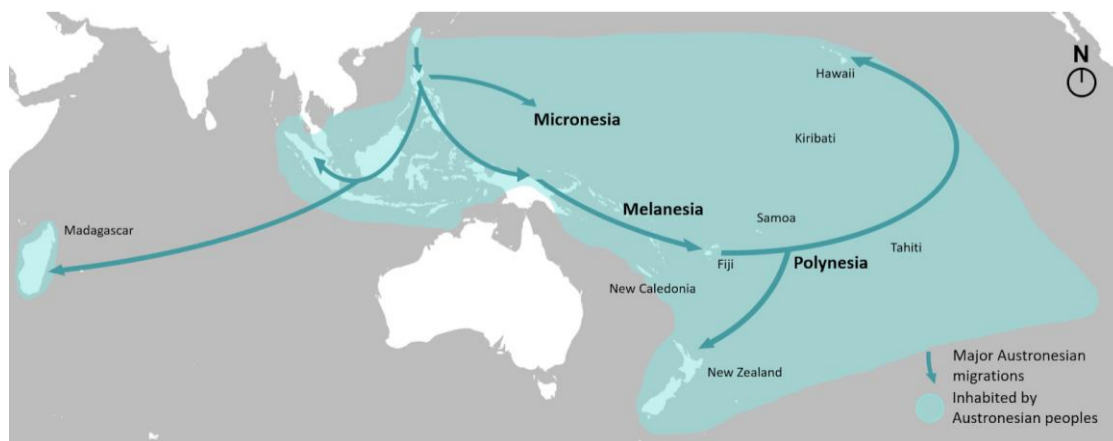 N
Hawaii
Micronesia
Kiribati
Melanesia
Samoa
Madagascar
Tahiti
Fiji
Polynesia
New Caledonia
New Zealand
Major Austronesian
migrations
Inhabited by
Austronesian peoples